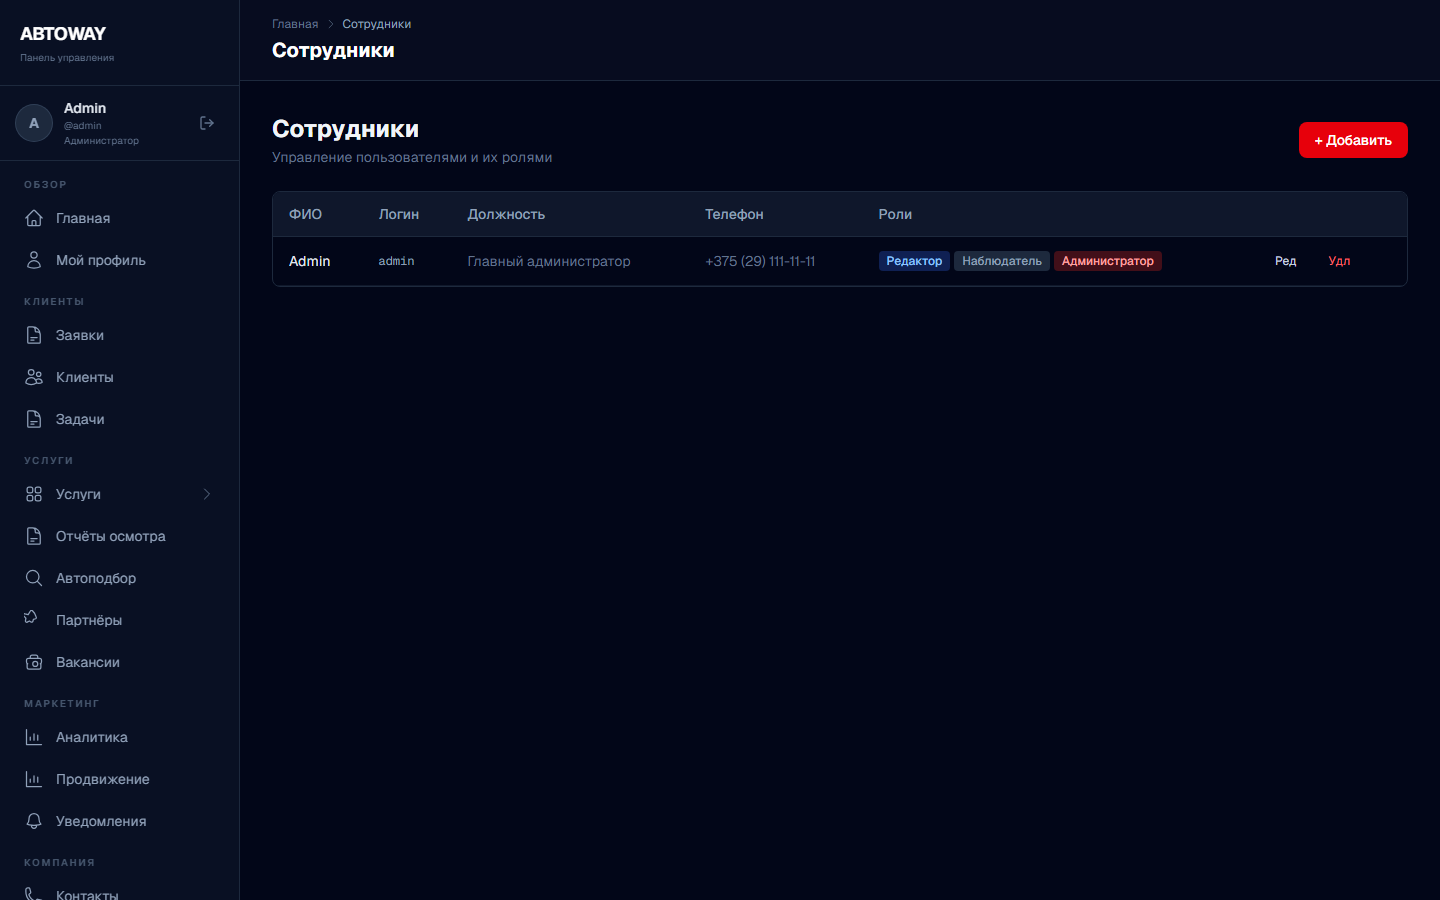 АВТОWAY
Панель управления
A
Admin
@admin
Администратор
ОБЗОР
Главная
Мой профиль
КЛИЕНТЫ
Заявки
Клиенты
Задачи
УСЛУГИ
Услуги
Отчёты осмотра
Автоподбор
Партнёры
Вакансии
МАРКЕТИНГ
Аналитика
Продвижение
Уведомления
КОМПАНИЯ
Контакты
Главная > Сотрудники
Сотрудники
Сотрудники
Управление пользователями и их ролями
+ Добавить
ФИО Логин Должность Телефон Роли
Admin admin Главный администратор +375 (29) 111-11-11 Редактор Наблюдатель Администратор Ред Удл